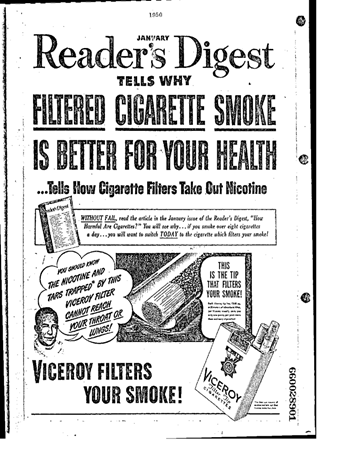 1950
JANUARY
Reader's Digest
TELLS WHY
FILTERED CIGARETTE SMOKE
IS BETTER FOR YOUR HEALTH
...Tells How Cigarette Filters Take Out Nicotine
Reader's Digest
WITHOUT FAIL, read the article in the January issue of the Reader's Digest, "How
Harmful Are Cigarettes?" You will see why...if you smoke over eight cigarettes
a day...you will want to switch TODAY to the cigarette which filters your smoke!
YOU SHOULD KNOW
THE NICOTINE AND
TARS TRAPPED* BY THIS
VICEROY FILTER
CANNOT REACH
YOUR THROAT OR
LUNGS!
THIS
IS THE TIP
THAT FILTERS
YOUR SMOKE!
VICEROY
CIGARETTES
VICEROY FILTERS
YOUR SMOKE!